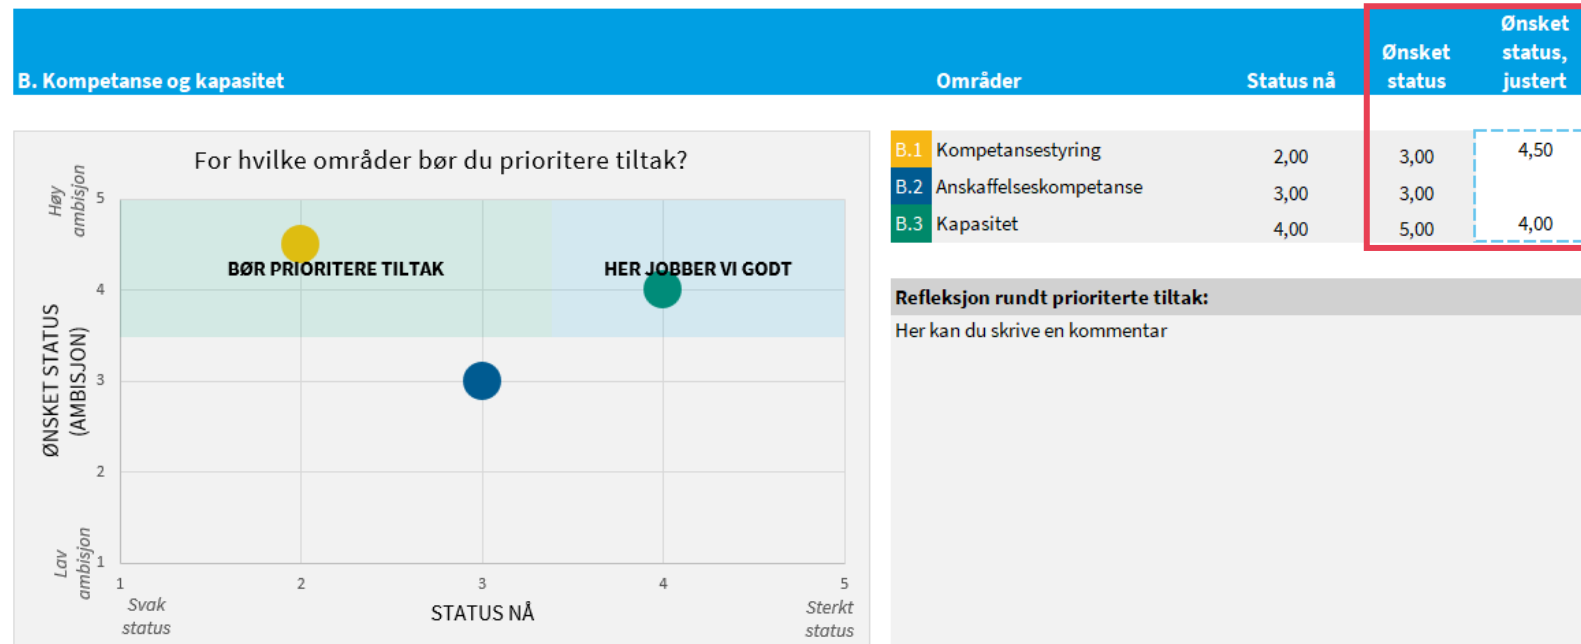 B. Kompetanse og kapasitet
Områder
Status nå
Ønsket
status
Ønsket
status,
justert
For hvilke områder bør du prioritere tiltak?
Høy
ambisjon
5
4
3
2
1
ØNSKET STATUS
(AMBISJON)
Lav
ambisjon
BØR PRIORITERE TILTAK
HER JOBBER VI GODT
1 2 3 4 5
Svak
status
STATUS NÅ
Sterkt
status
B.1 Kompetansestyring 2,00 3,00 4,50
B.2 Anskaffelseskompetanse 3,00 3,00
B.3 Kapasitet 4,00 5,00 4,00
Refleksjon rundt prioriterte tiltak:
Her kan du skrive en kommentar